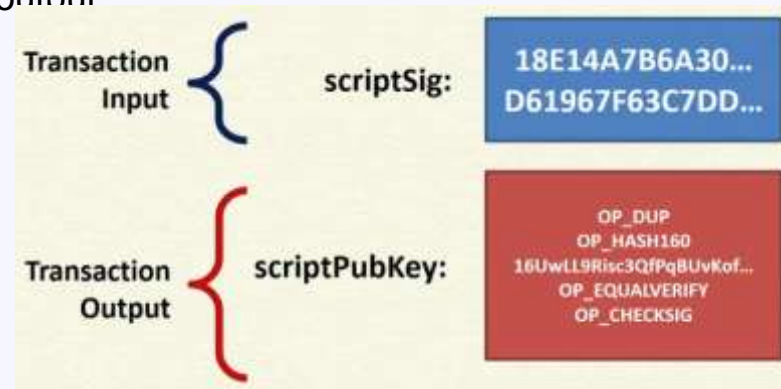 Transaction
Input
scriptSig:
18E14A7B6A30...
D61967F63C7DD...
Transaction
Output
scriptPubKey:
OP_DUP
OP_HASH160
16UwLL9Risc3QfPqBUvKof...
OP_EQUALVERIFY
OP_CHECKSIG